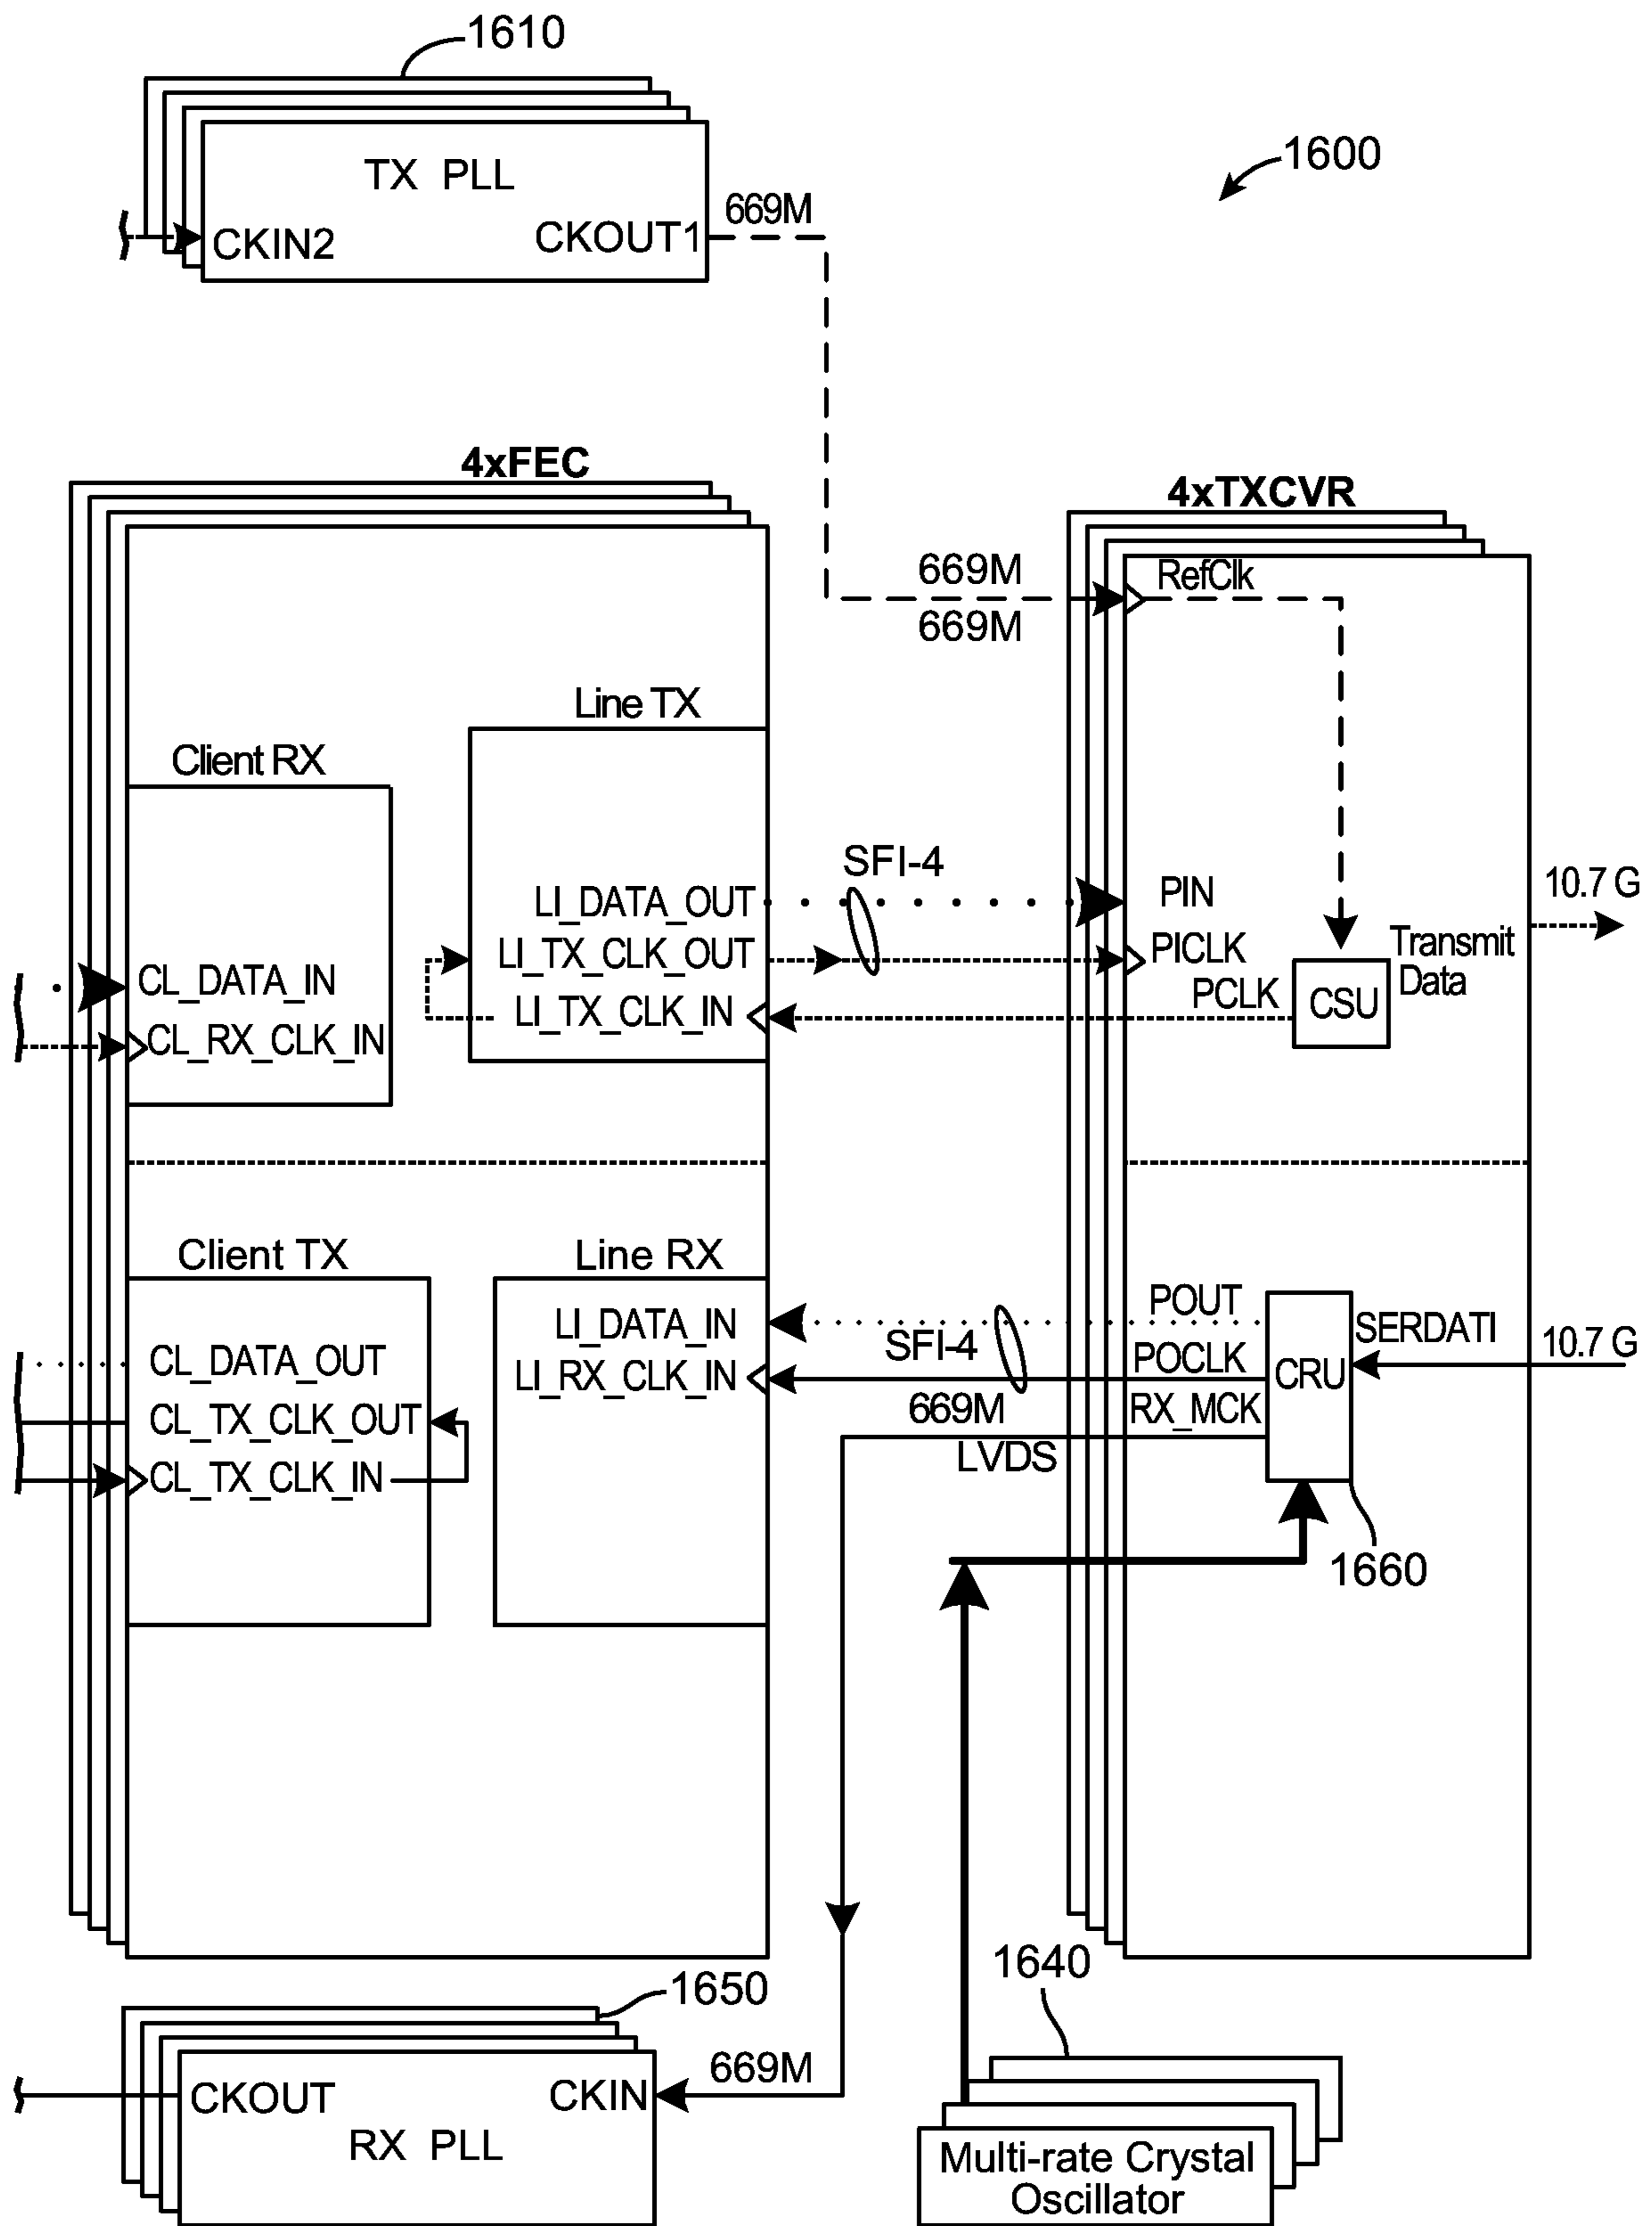 1610
TX PLL
CKIN2
CKOUT1
669M
1600
4xFEC
4xTXCVR
669M
669M
RefClk
Line TX
Client RX
SFI-4
LI_DATA_OUT
LI_TX_CLK_OUT
LI_TX_CLK_IN
PIN
PICLK
PCLK
CSU
Transmit
Data
10.7 G
CL_DATA_IN
CL_RX_CLK_IN
Client TX
Line RX
LI_DATA_IN
LI_RX_CLK_IN
SFI-4
669M
LVDS
POUT
POCLK
RX_MCK
CRU
SERDATI
10.7 G
CL_DATA_OUT
CL_TX_CLK_OUT
CL_TX_CLK_IN
1660
1650
1640
CKOUT
CKIN
669M
RX PLL
Multi-rate Crystal
Oscillator